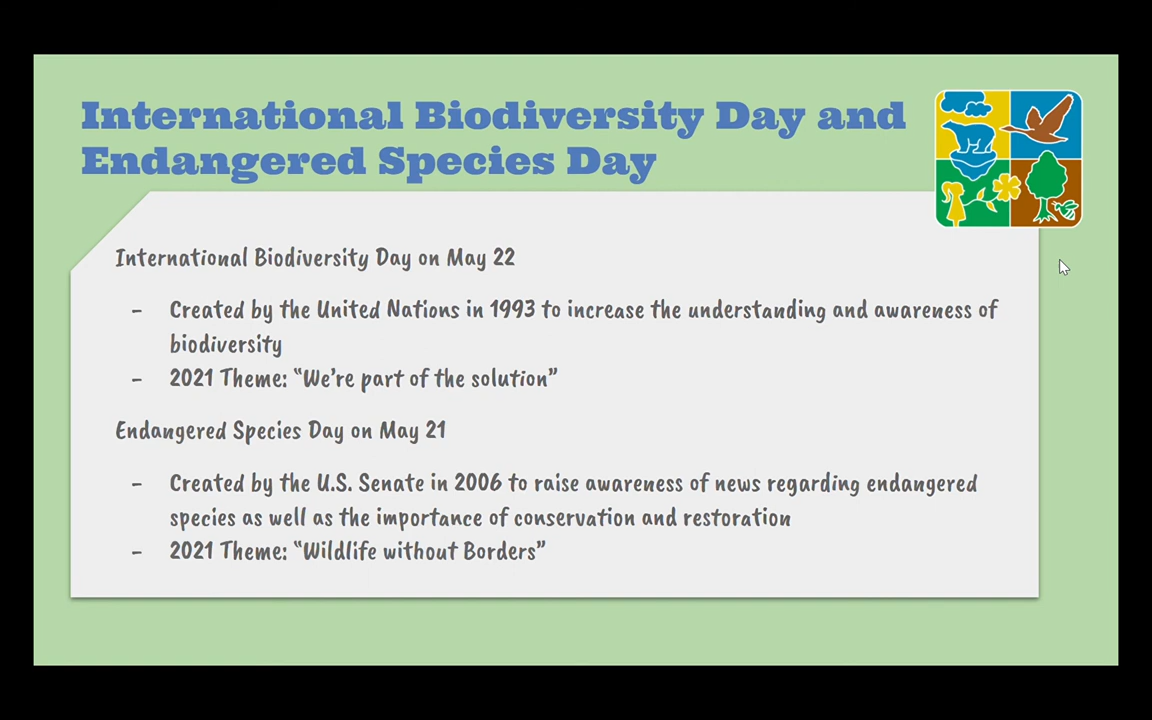 International Biodiversity Day and
Endangered Species Day
International Biodiversity Day on May 22
- Created by the United Nations in 1993 to increase the understanding and awareness of
biodiversity
- 2021 Theme: “We’re part of the solution”
Endangered Species Day on May 21
- Created by the U.S. Senate in 2006 to raise awareness of news regarding endangered
species as well as the importance of conservation and restoration
- 2021 Theme: “Wildlife without Borders”